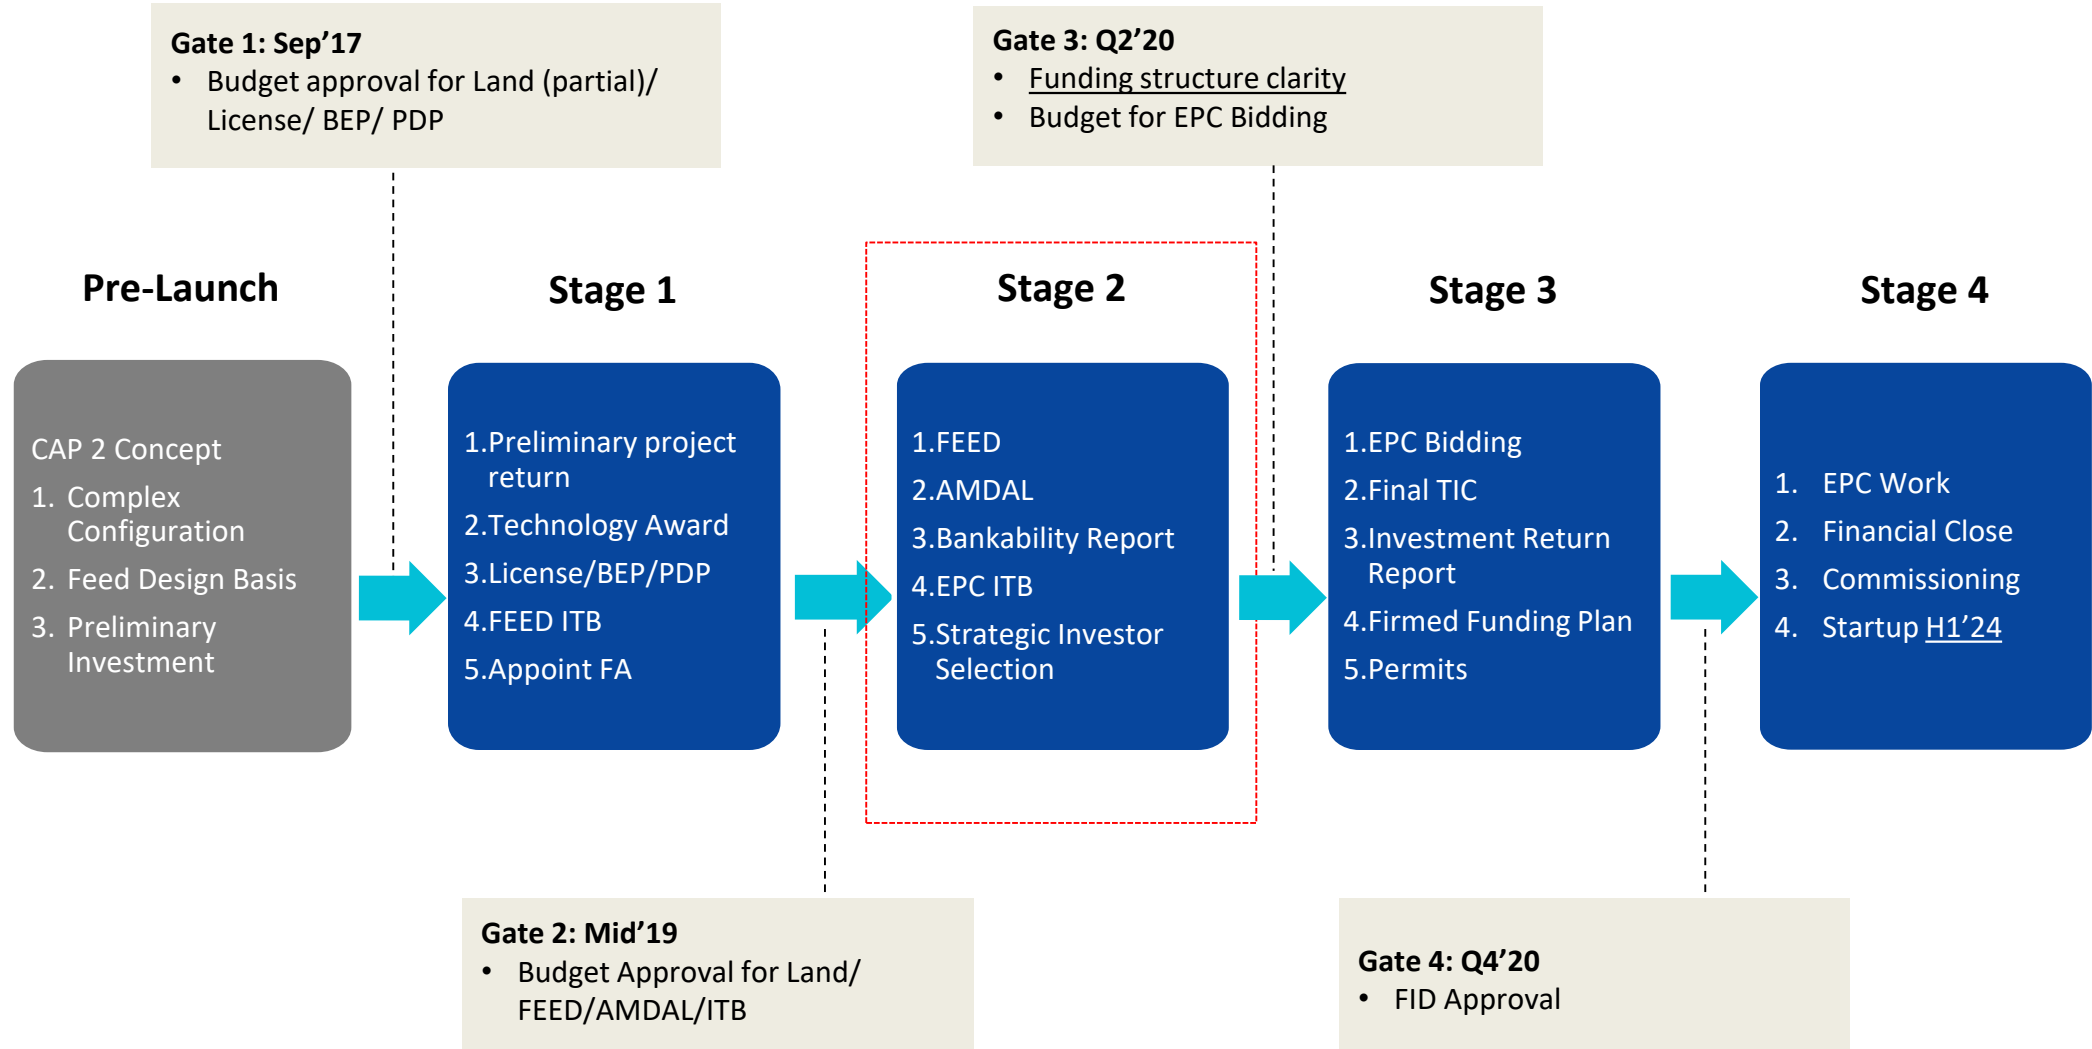 Gate 1: Sep’17
• Budget approval for Land (partial)/
License/ BEP/ PDP
Gate 3: Q2’20
• Funding structure clarity
• Budget for EPC Bidding
Pre-Launch
Stage 1
Stage 2
Stage 3
Stage 4
CAP 2 Concept
1. Complex
Configuration
2. Feed Design Basis
3. Preliminary
Investment
1.Preliminary project
return
2.Technology Award
3.License/BEP/PDP
4.FEED ITB
5.Appoint FA
1.FEED
2.AMDAL
3.Bankability Report
4.EPC ITB
5.Strategic Investor
Selection
1.EPC Bidding
2.Final TIC
3.Investment Return
Report
4.Firmed Funding Plan
5.Permits
1. EPC Work
2. Financial Close
3. Commissioning
4. Startup H1’24
Gate 2: Mid’19
• Budget Approval for Land/
FEED/AMDAL/ITB
Gate 4: Q4’20
• FID Approval